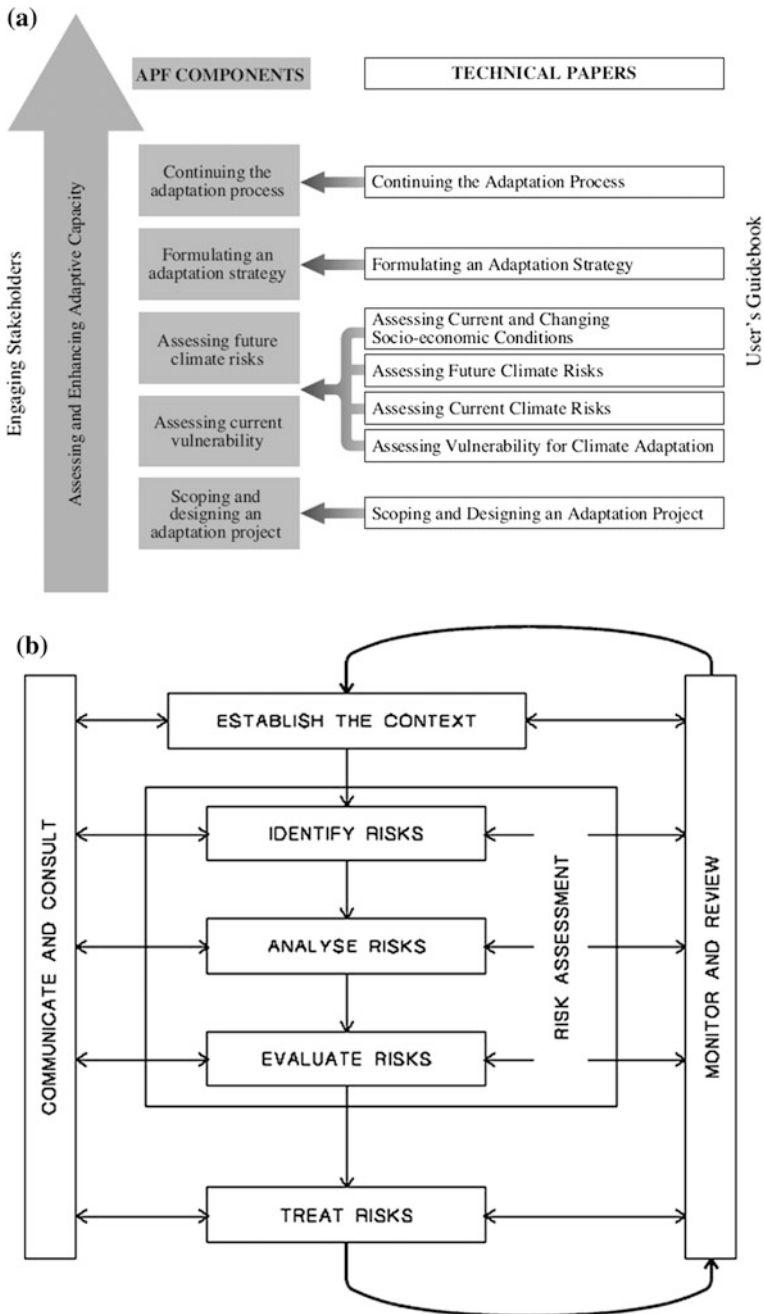 (a)
APF COMPONENTS
TECHNICAL PAPERS
Engaging Stakeholders
Assessing and Enhancing Adaptive Capacity
Continuing the
adaptation process
Continuing the Adaptation Process
Formulating an
adaptation strategy
Formulating an Adaptation Strategy
Assessing future
climate risks
Assessing current
vulnerability
Assessing Current and Changing
Socio-economic Conditions
Assessing Future Climate Risks
Assessing Current Climate Risks
Assessing Vulnerability for Climate Adaptation
Scoping and
designing an
adaptation project
Scoping and Designing an Adaptation Project
User's Guidebook
(b)
COMMUNICATE AND CONSULT
ESTABLISH THE CONTEXT
IDENTIFY RISKS
ANALYSE RISKS
EVALUATE RISKS
RISK ASSESSMENT
TREAT RISKS
MONITOR AND REVIEW